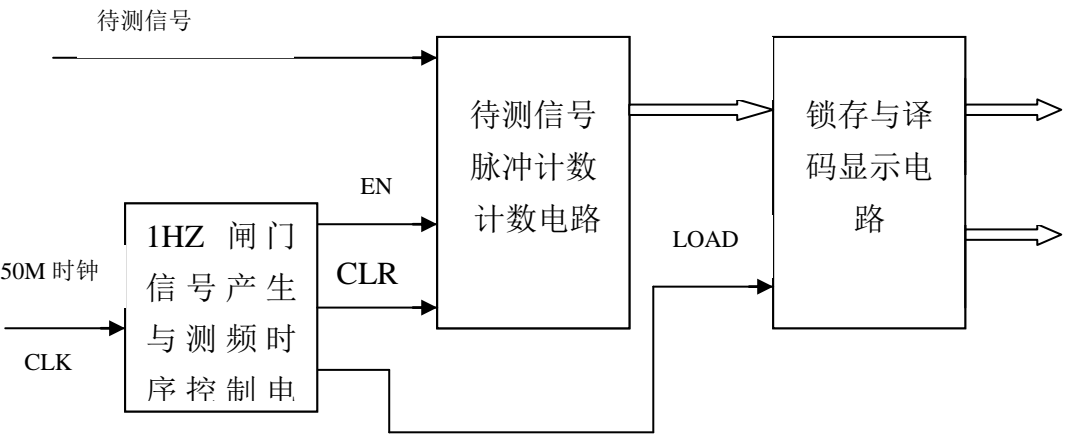 待测信号
待测信号
脉冲计数
计数电路
锁存与译
码显示电
路
EN
LOAD
1HZ 闸门
信号产生
与测频时
序控制电
CLR
50M 时钟
CLK